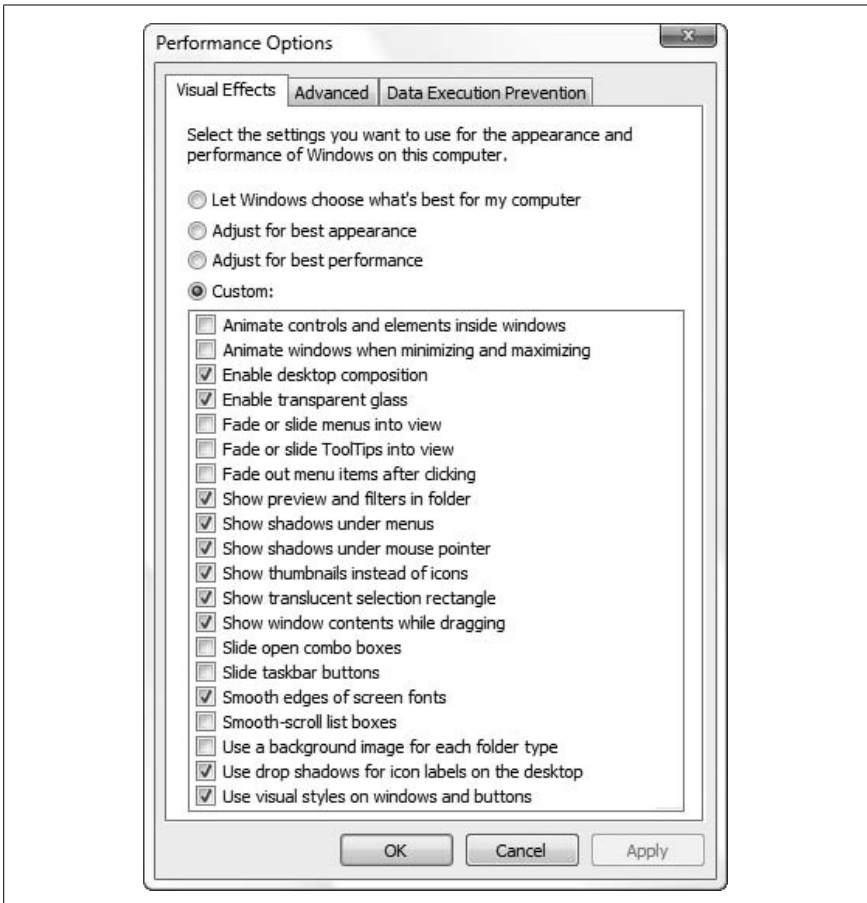 Performance Options
Visual Effects
Advanced
Data Execution Prevention
Select the settings you want to use for the appearance and
performance of Windows on this computer.
Let Windows choose what's best for my computer
Adjust for best appearance
Adjust for best performance
Custom:
Animate controls and elements inside windows
Animate windows when minimizing and maximizing
Enable desktop composition
Enable transparent glass
Fade or slide menus into view
Fade or slide ToolTips into view
Fade out menu items after clicking
Show preview and filters in folder
Show shadows under menus
Show shadows under mouse pointer
Show thumbnails instead of icons
Show translucent selection rectangle
Show window contents while dragging
Slide open combo boxes
Slide taskbar buttons
Smooth edges of screen fonts
Smooth-scroll list boxes
Use a background image for each folder type
Use drop shadows for icon labels on the desktop
Use visual styles on windows and buttons
OK
Cancel
Apply